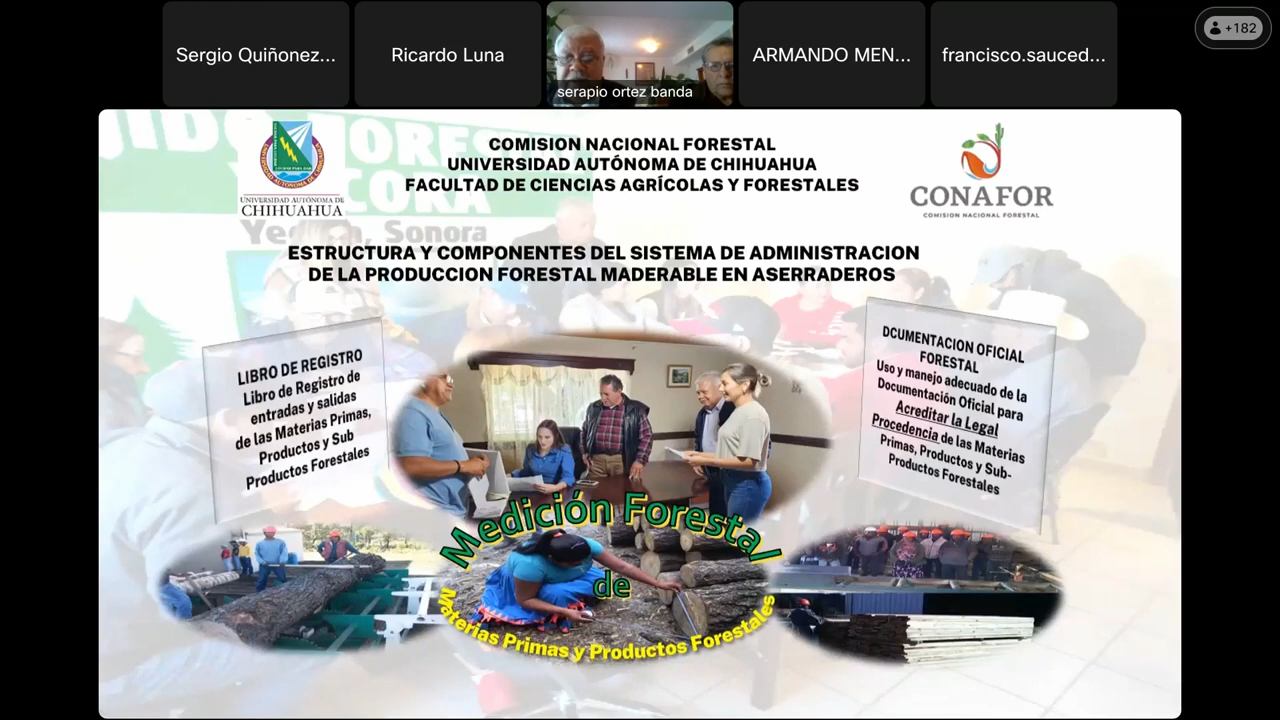 Sergio Quiñonez...
Ricardo Luna
serapio ortez banda
ARMANDO MEN...
francisco.sauced...
+182
COMISION NACIONAL FORESTAL
UNIVERSIDAD AUTÓNOMA DE CHIHUAHUA
FACULTAD DE CIENCIAS AGRÍCOLAS Y FORESTALES
UNIVERSIDAD AUTÓNOMA DE
CHIHUAHUA
CONAFOR
COMISIÓN NACIONAL FORESTAL
Sonora
ESTRUCTURA Y COMPONENTES DEL SISTEMA DE ADMINISTRACION
DE LA PRODUCCION FORESTAL MADERABLE EN ASERRADEROS
LIBRO DE REGISTRO
Libro de Registro de
entradas y salidas
de las Materias Primas,
Productos y Sub
Productos Forestales
DCUMENTACION OFICIAL
FORESTAL
Uso y manejo adecuado de la
Documentación Oficial para
Acreditar la Legal
Procedencia de las Materias
Primas, Productos y Sub-
Productos Forestales
Medición Forestal
de
Materias Primas y Productos Forestales